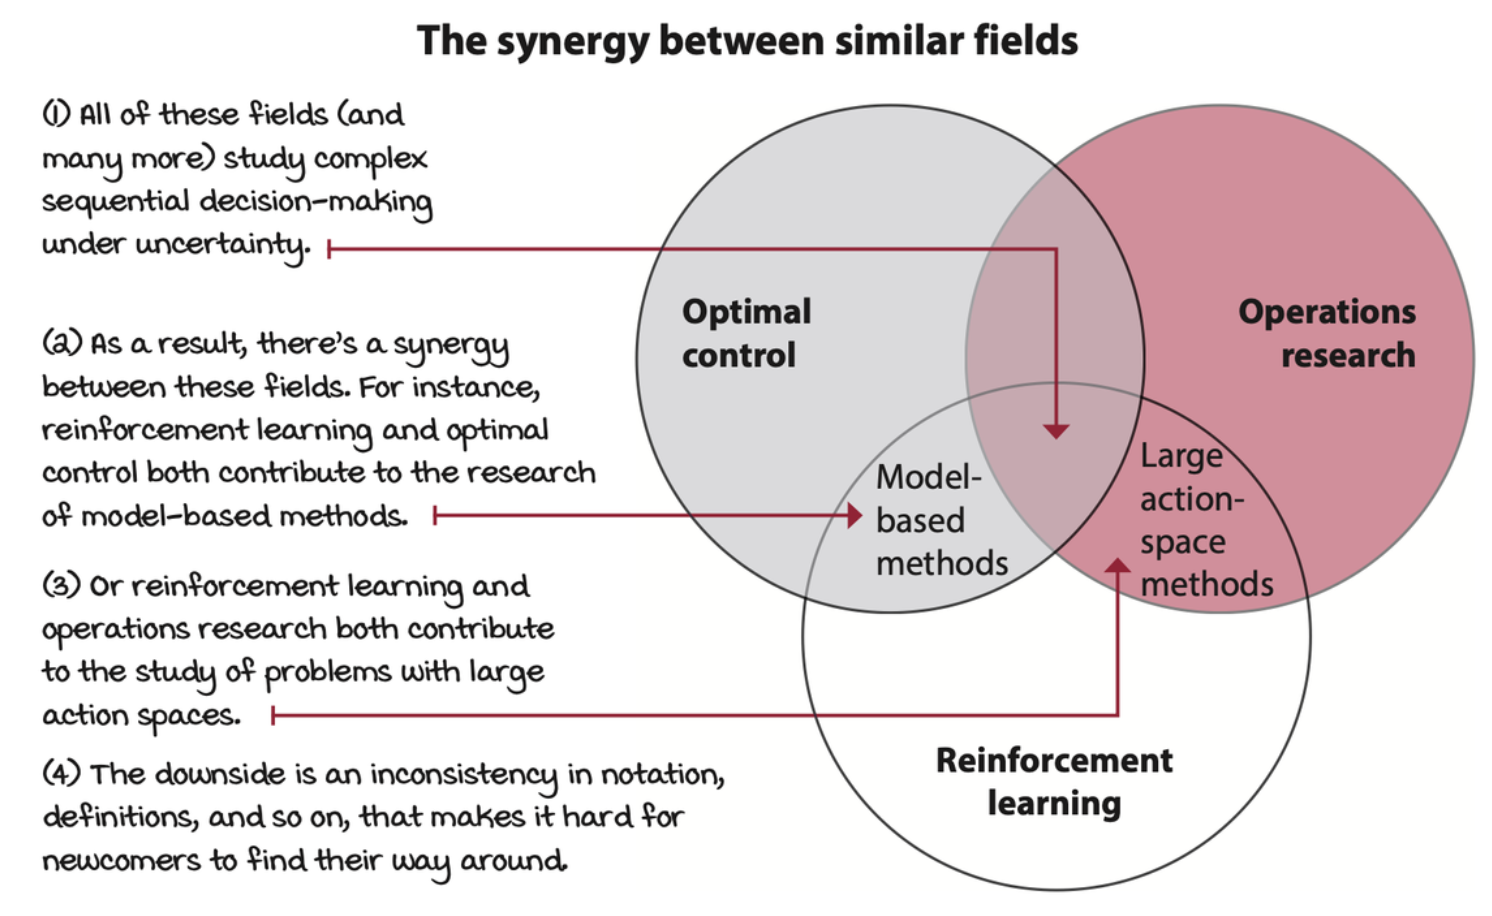 The synergy between similar fields
(1) All of these fields (and
many more) study complex
sequential decision-making
under uncertainty.
(2) As a result, there's a synergy
between these fields. For instance,
reinforcement learning and optimal
control both contribute to the research
of model-based methods.
(3) Or reinforcement learning and
operations research both contribute
to the study of problems with large
action spaces.
(4) The downside is an inconsistency in notation,
definitions, and so on, that makes it hard for
newcomers to find their way around.
Optimal
control
Operations
research
Model-
based
methods
Large
action-
space
methods
Reinforcement
learning